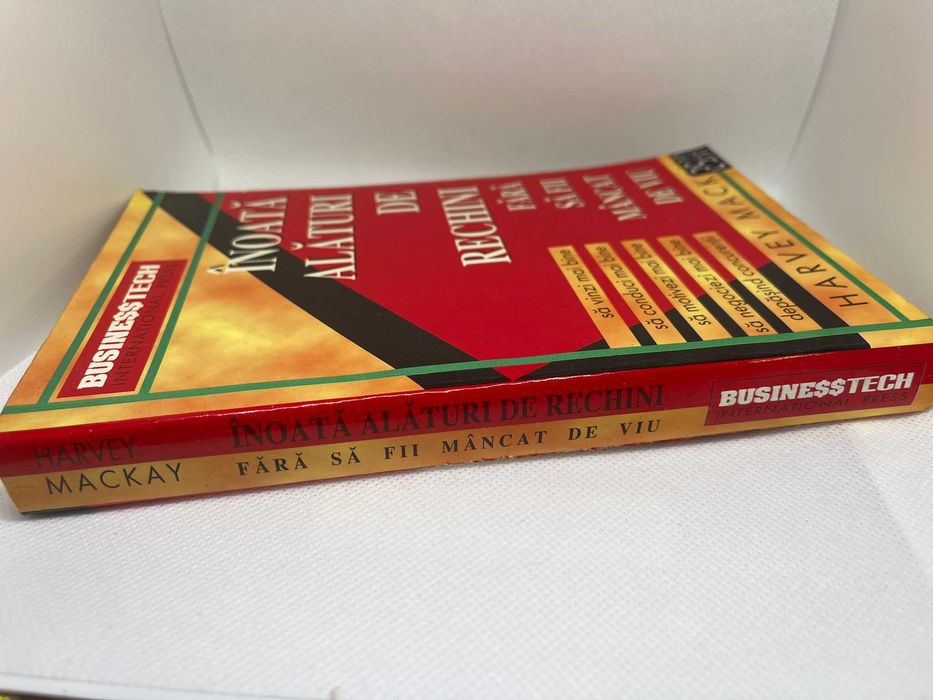 ÎNOATĂ
ALĂTURI
DE
RECHINI
FĂRĂ
SĂ FII
MÂNCAT
DE VIU
să vinzi mai bine
să conduci mai bine
să motivezi mai bine
să negociezi mai bine
depășind concurenții
HARVEY MACK
BUSINE$$TECH
INTERNATIONAL PRESS
HARVEY
MACKAY
ÎNOATĂ ALĂTURI DE RECHINI
FĂRĂ SĂ FII MÂNCAT DE VIU
BUSINE$$TECH
INTERNATIONAL PRESS